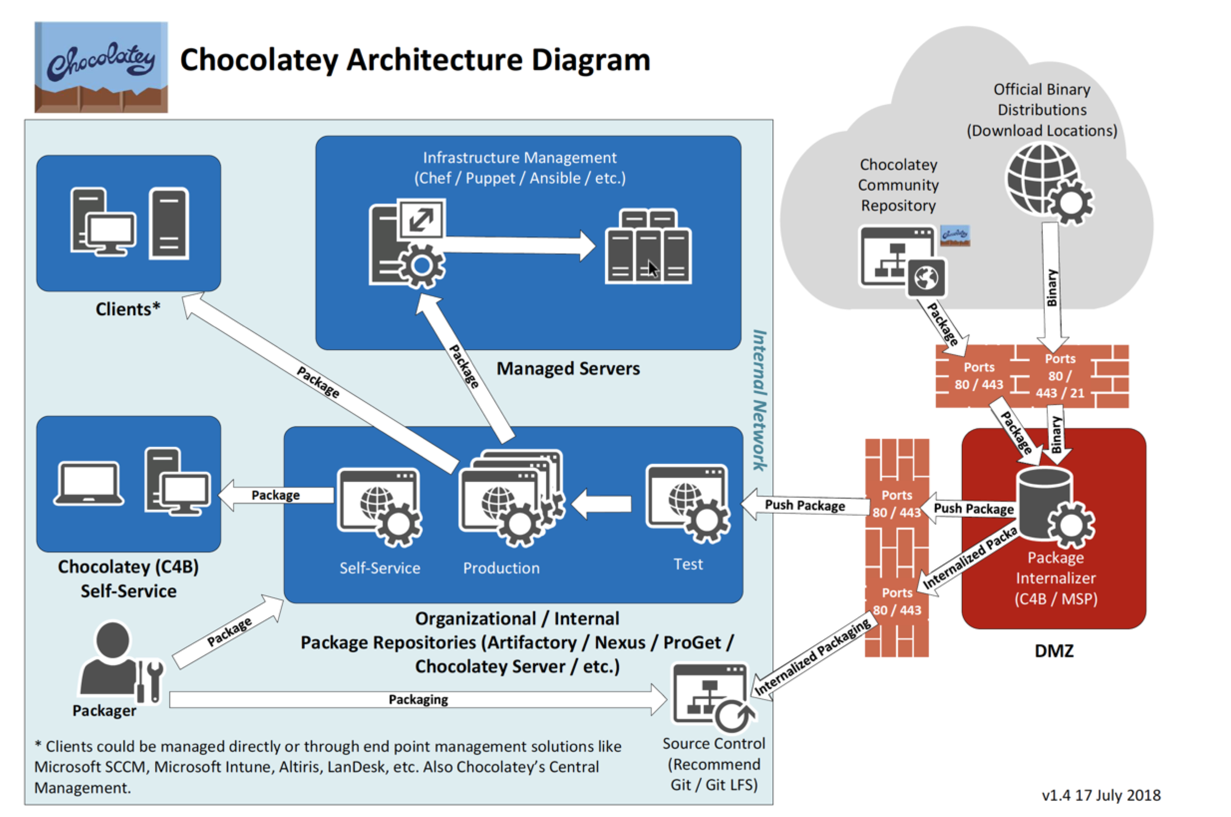 Chocolatey
Chocolatey Architecture Diagram
Official Binary
Distributions
(Download Locations)
Chocolatey
Community
Repository
Chocolatey
Infrastructure Management
(Chef / Puppet / Ansible / etc.)
Clients*
Managed Servers
Internal Network
Package
Package
Package
Binary
Ports
80 / 443
Ports
80 /
443 / 21
Package
Binary
Package
Self-Service
Production
Test
Push Package
Ports
80 / 443
Push Package
Internalized Packa
Ports
80 / 443
Internalized Packaging
Package
Internalizer
(C4B / MSP)
DMZ
Chocolatey (C4B)
Self-Service
Organizational / Internal
Package Repositories (Artifactory / Nexus / ProGet /
Chocolatey Server / etc.)
Package
Packaging
Packager
Source Control
(Recommend
Git / Git LFS)
* Clients could be managed directly or through end point management solutions like
Microsoft SCCM, Microsoft Intune, Altiris, LanDesk, etc. Also Chocolatey's Central
Management.
v1.4 17 July 2018